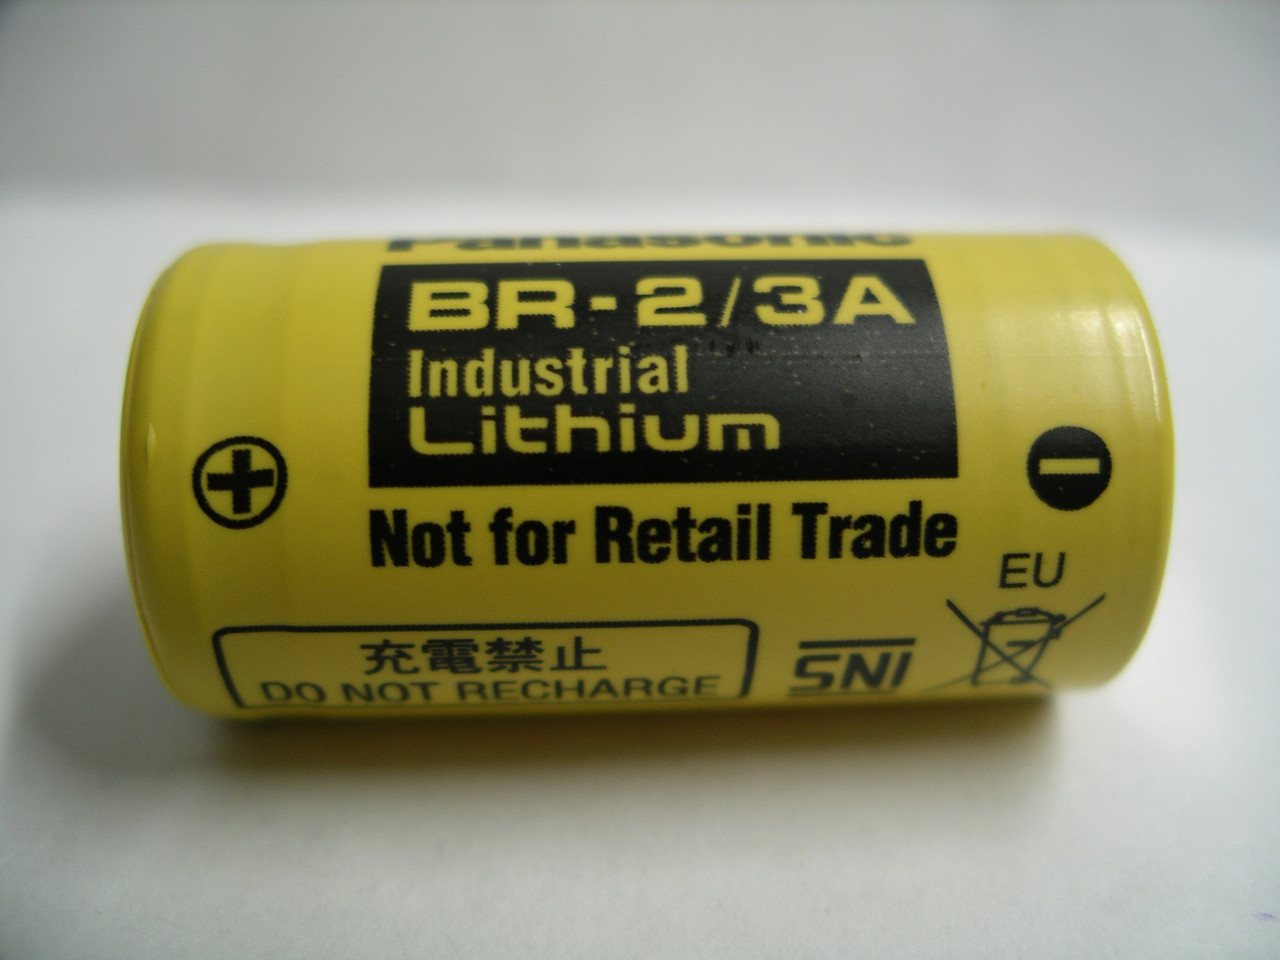 Panasonic
BR-2/3A
Industrial
Lithium
Not for Retail Trade
EU
充電禁止
DO NOT RECHARGE
SNI